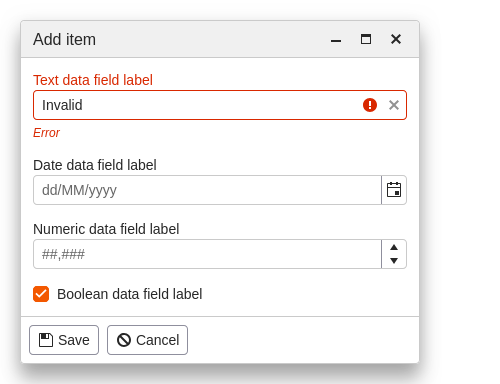 Add item
Text data field label
Invalid
Error
Date data field label
dd/MM/yyyy
Numeric data field label
##,###
Boolean data field label
Save Cancel